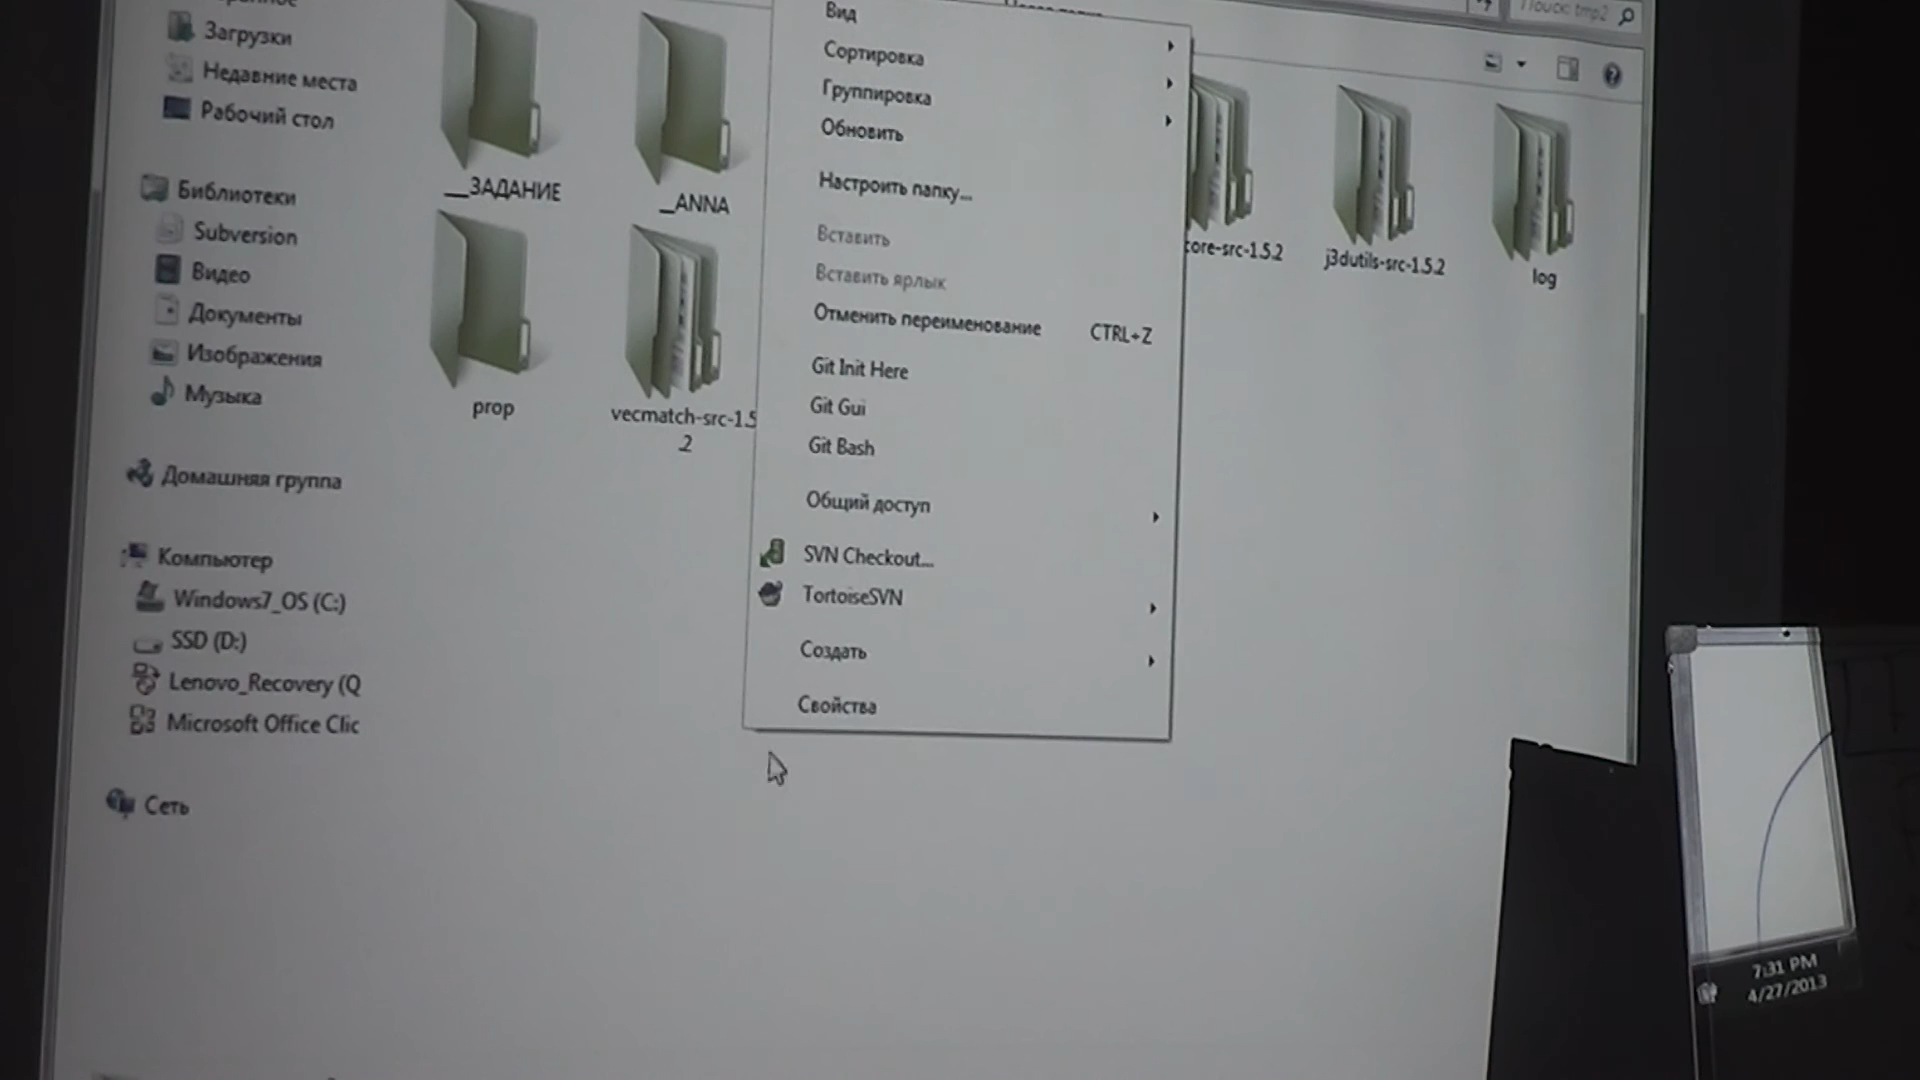 Поиск: tmp2
Загрузки
Недавние места
Рабочий стол
Библиотеки
Subversion
Видео
Документы
Изображения
Музыка
Домашняя группа
Компьютер
Windows7_OS (C:)
SSD (D:)
Lenovo_Recovery (Q
Microsoft Office Clic
Сеть
__ЗАДАНИЕ
_ANNA
core-src-1.5.2
j3dutils-src-1.5.2
log
prop
vecmatch-src-1.5
.2
Вид
Сортировка
Группировка
Обновить
Настроить папку...
Вставить
Вставить ярлык
Отменить переименование CTRL+Z
Git Init Here
Git Gui
Git Bash
Общий доступ
SVN Checkout...
TortoiseSVN
Создать
Свойства
7:31 PM
4/27/2013